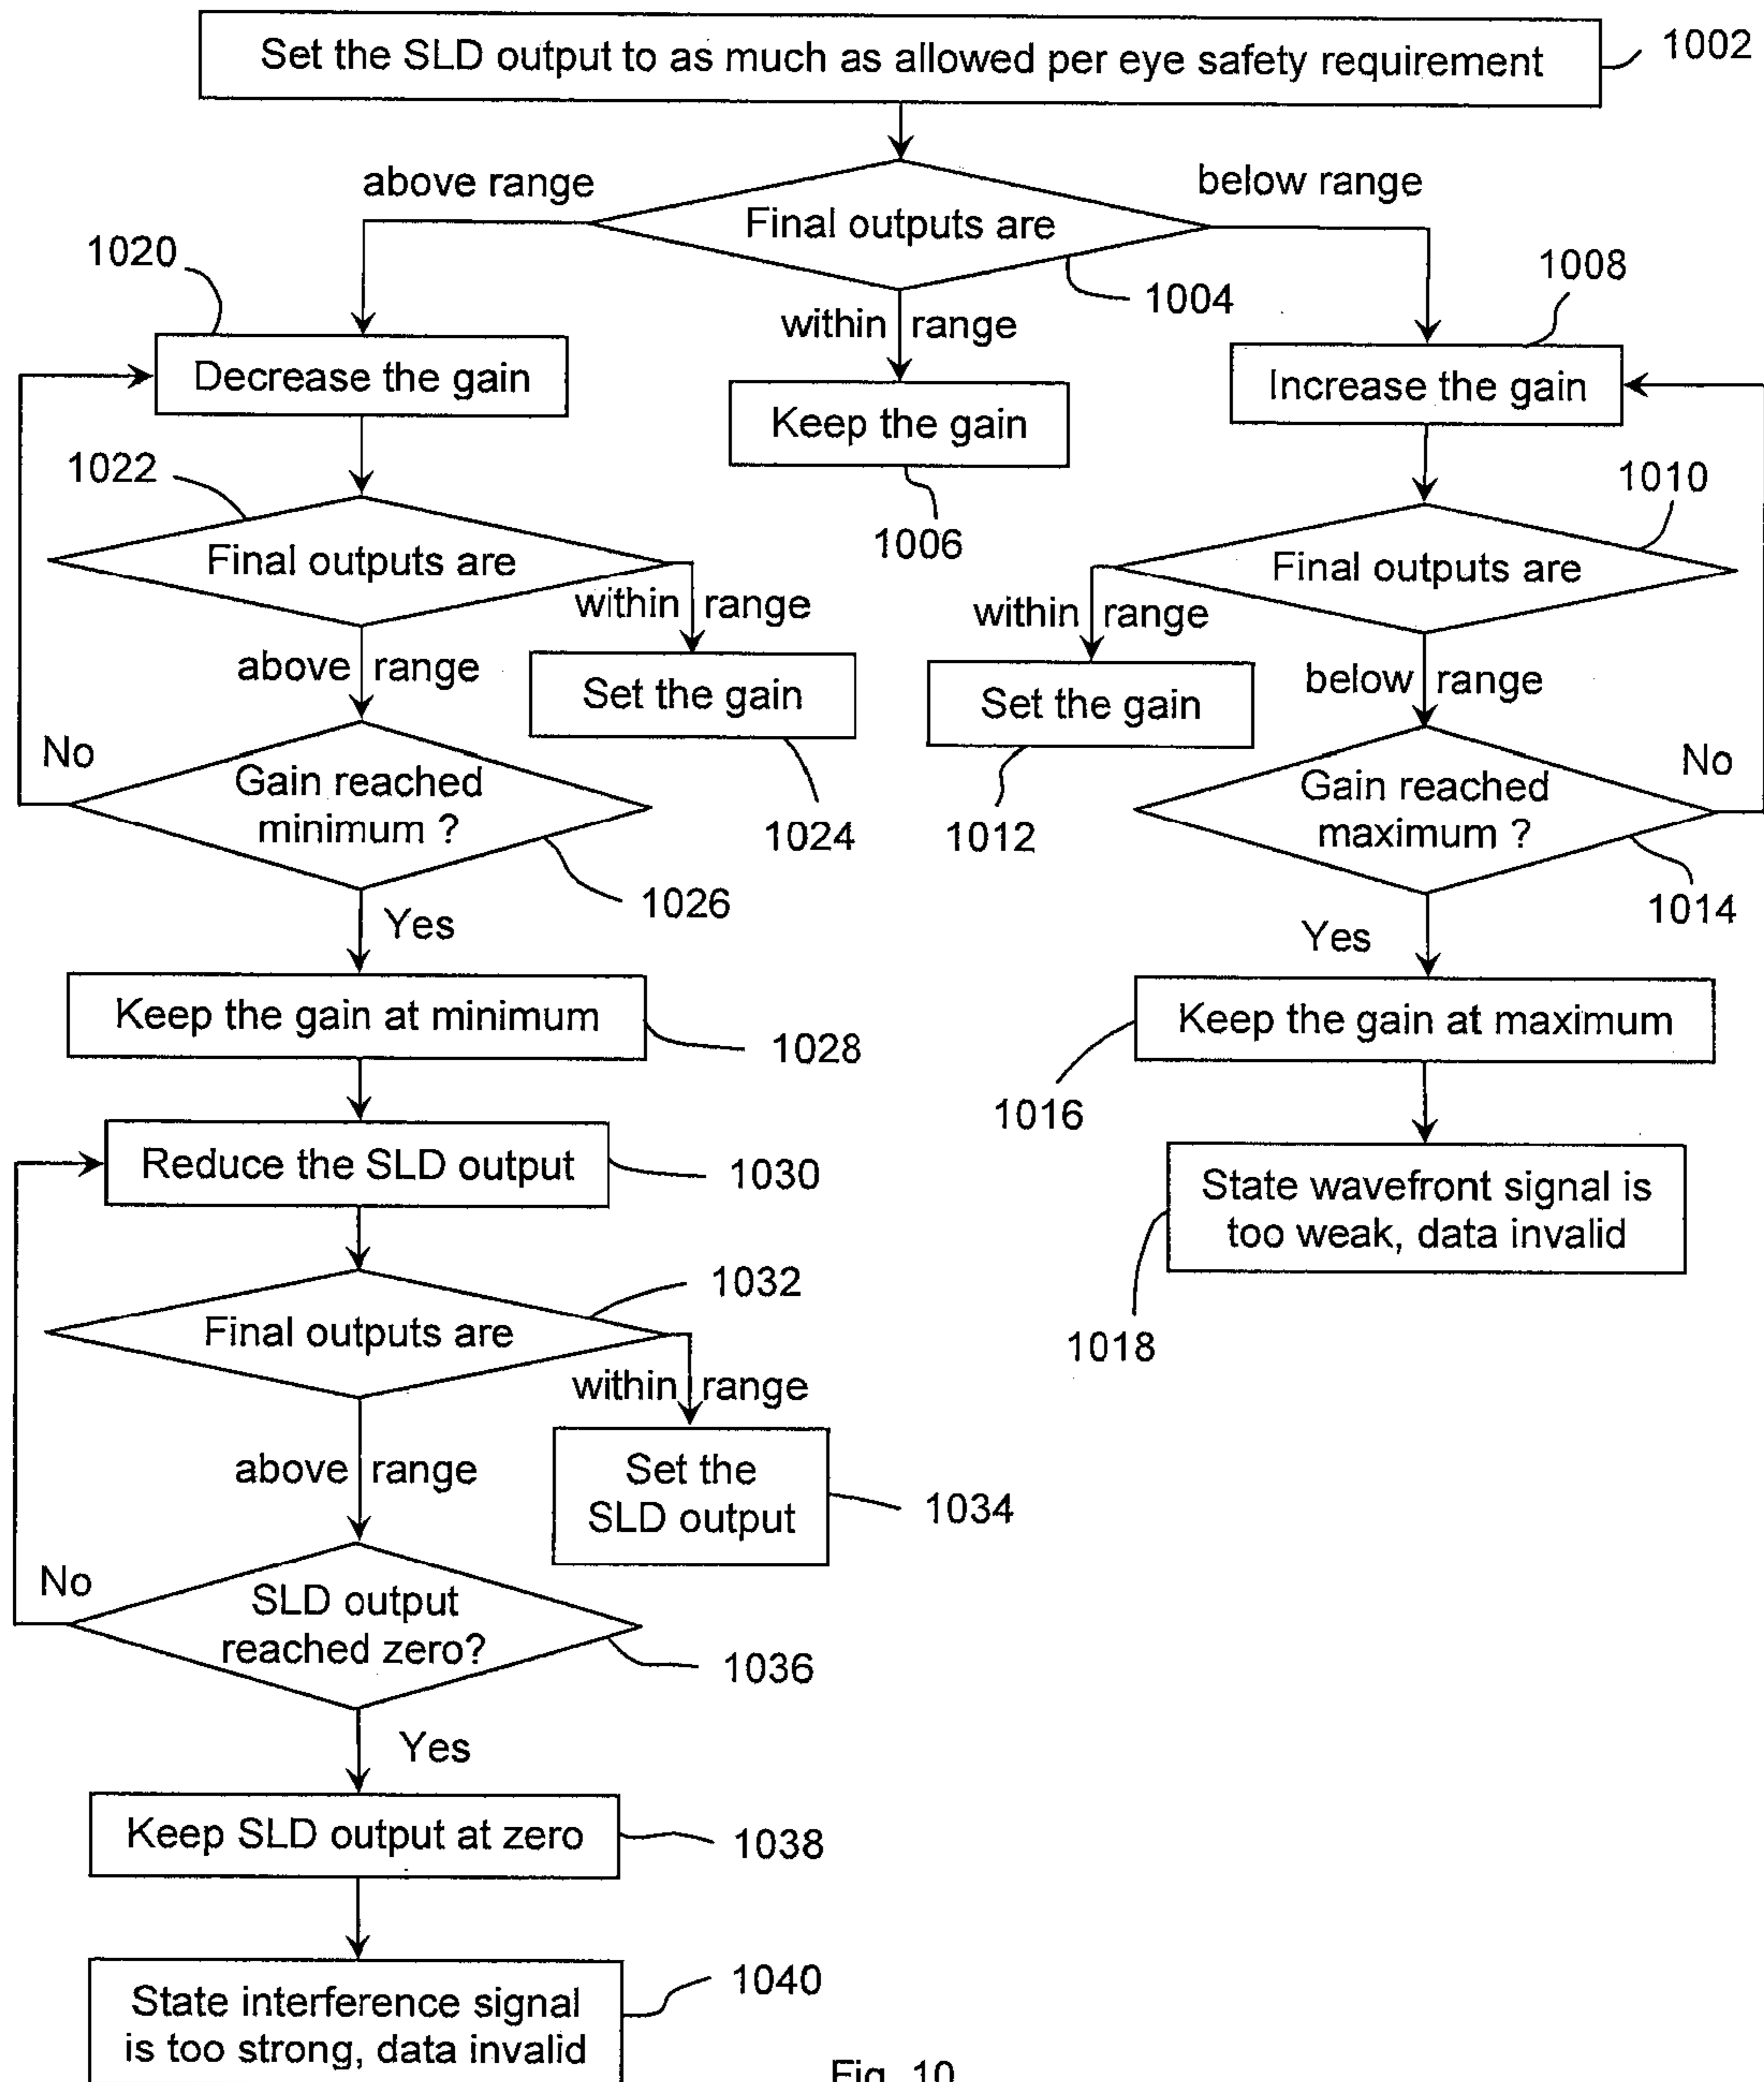 Set the SLD output to as much as allowed per eye safety requirement
1002
above range
below range
Final outputs are
1004
1020
1008
within range
Decrease the gain
Keep the gain
Increase the gain
1006
1022
1010
Final outputs are
Final outputs are
within range
within range
above range
below range
Set the gain
Set the gain
1024
1012
No
No
Gain reached
minimum ?
Gain reached
maximum ?
1026
1014
Yes
Yes
Keep the gain at minimum
1028
Keep the gain at maximum
1016
Reduce the SLD output
1030
State wavefront signal is
too weak, data invalid
1018
1032
Final outputs are
within range
above range
Set the
SLD output
1034
No
SLD output
reached zero?
1036
Yes
Keep SLD output at zero
1038
State interference signal
is too strong, data invalid
1040
Fig. 10